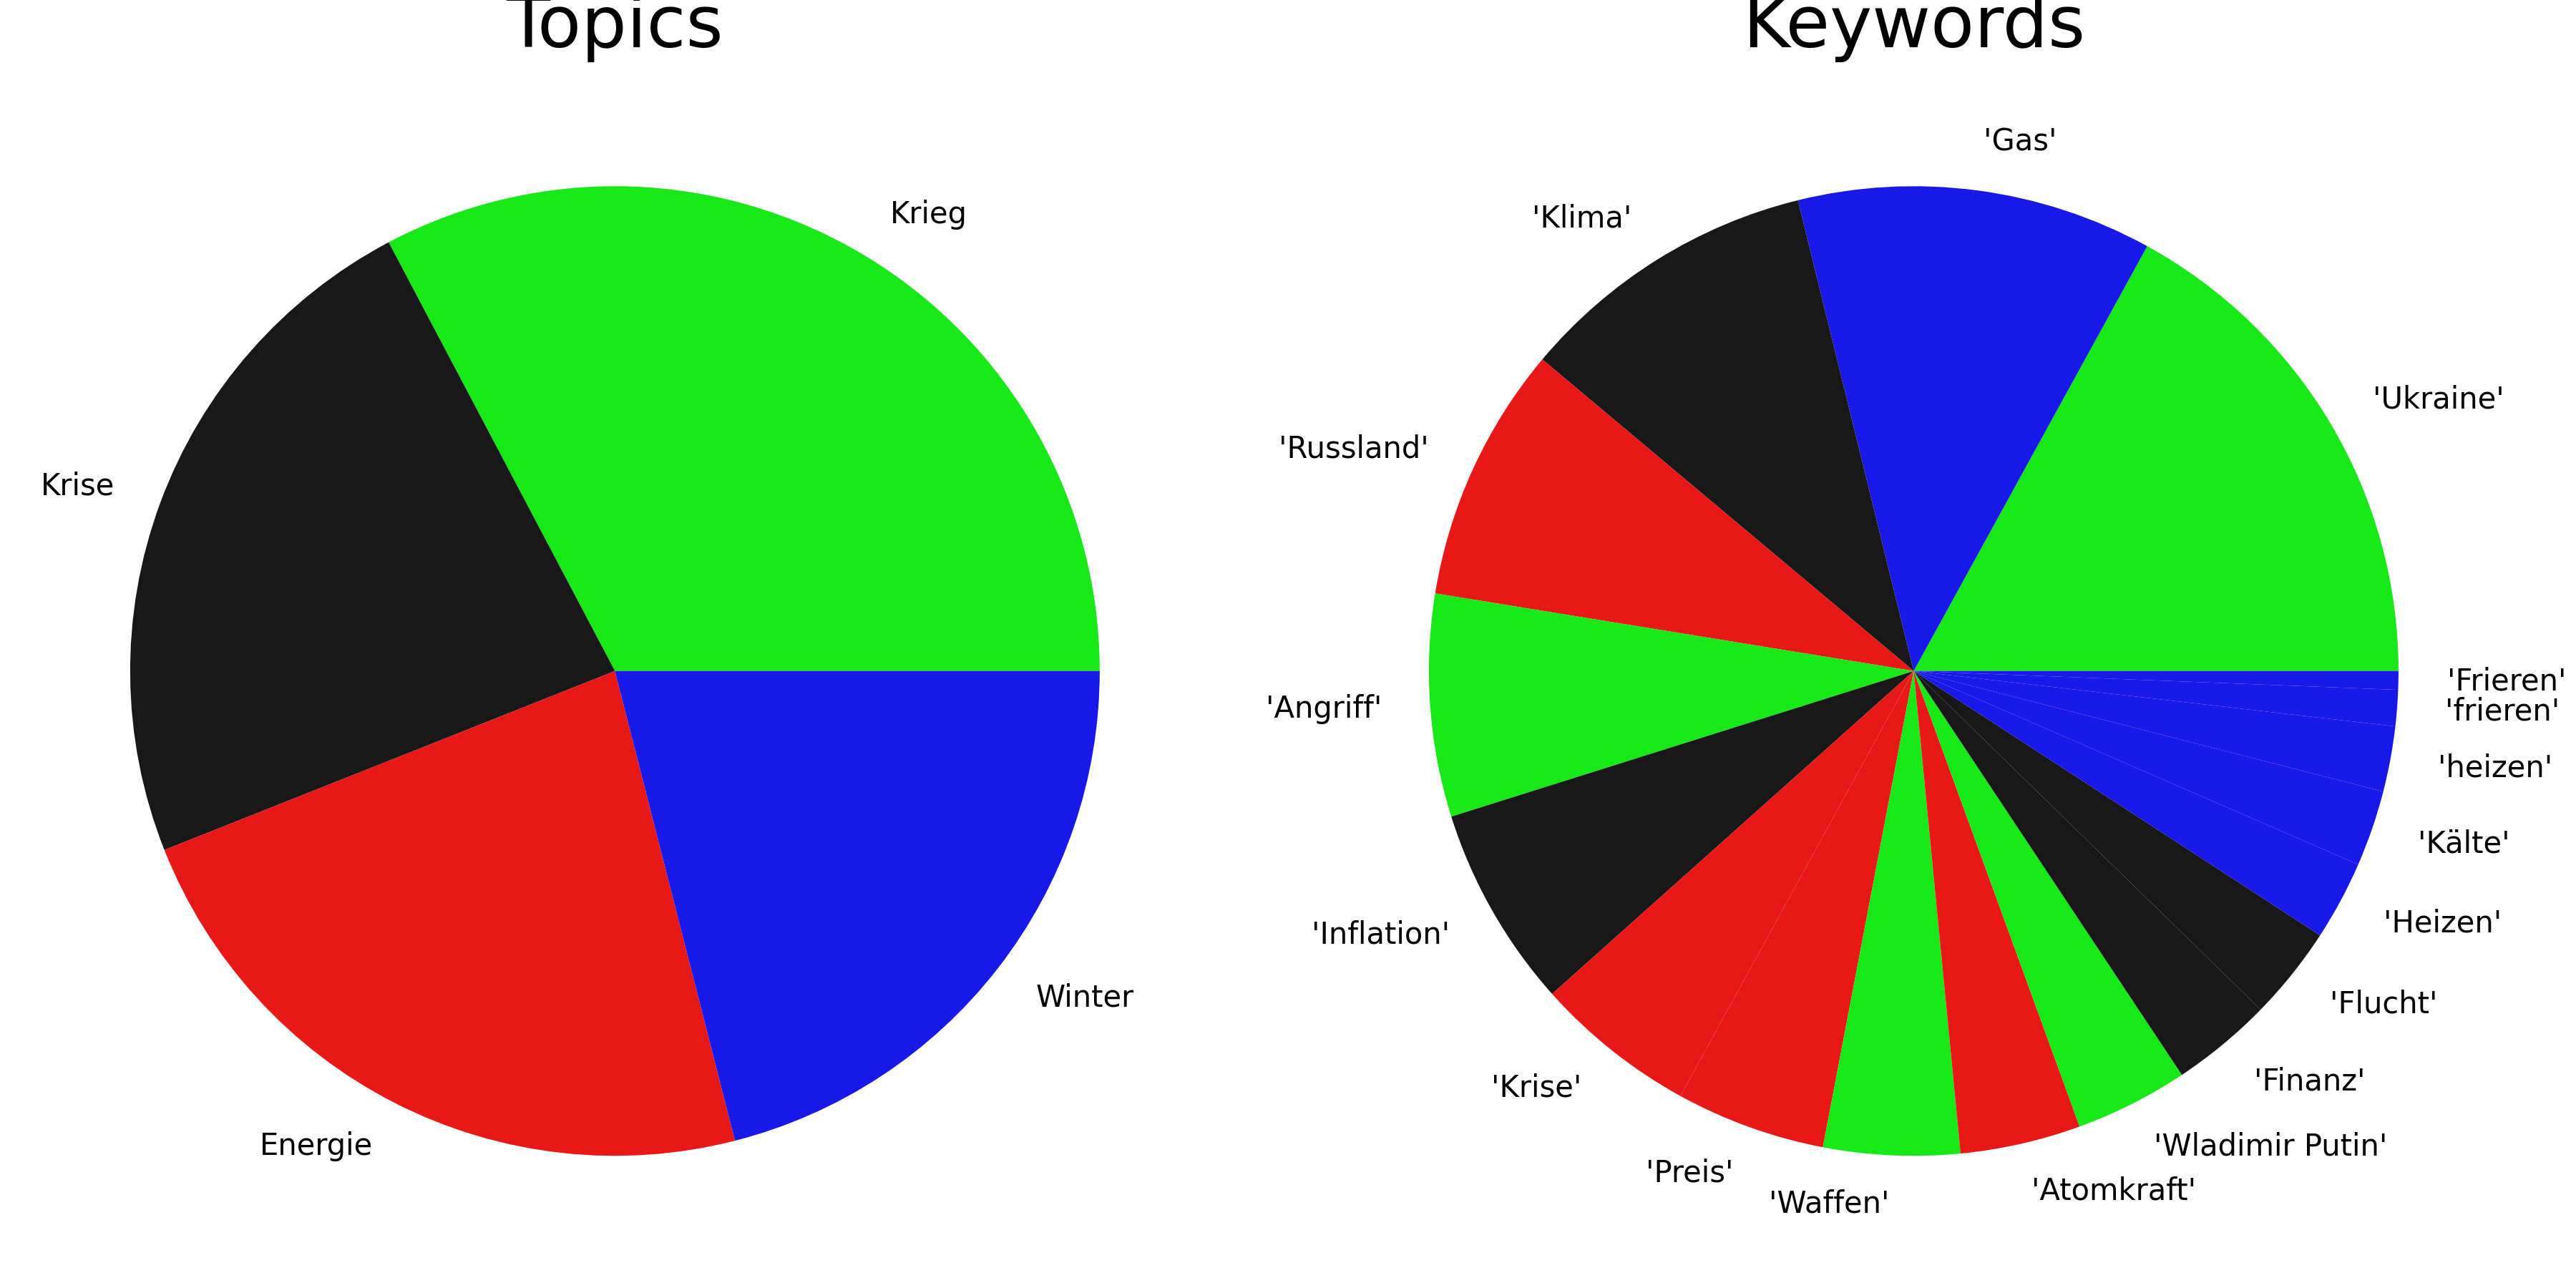 Topics
Krieg
Krise
Energie
Winter
Keywords
'Gas'
'Klima'
'Ukraine'
'Russland'
'Angriff'
'Inflation'
'Krise'
'Preis'
'Waffen'
'Atomkraft'
'Wladimir Putin'
'Finanz'
'Flucht'
'Heizen'
'Kälte'
'heizen'
'frieren'
'Frieren'